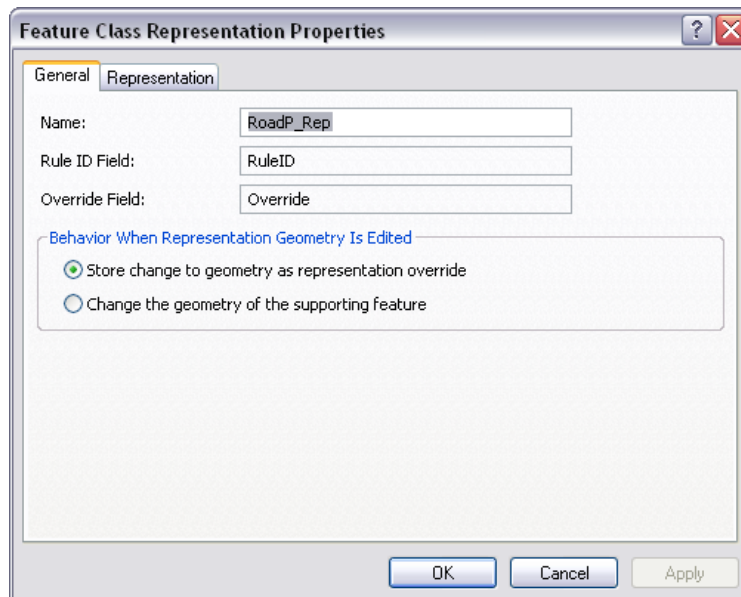 Feature Class Representation Properties
General Representation
Name: RoadP_Rep
Rule ID Field: RuleID
Override Field: Override
Behavior When Representation Geometry Is Edited
Store change to geometry as representation override
Change the geometry of the supporting feature
OK Cancel Apply